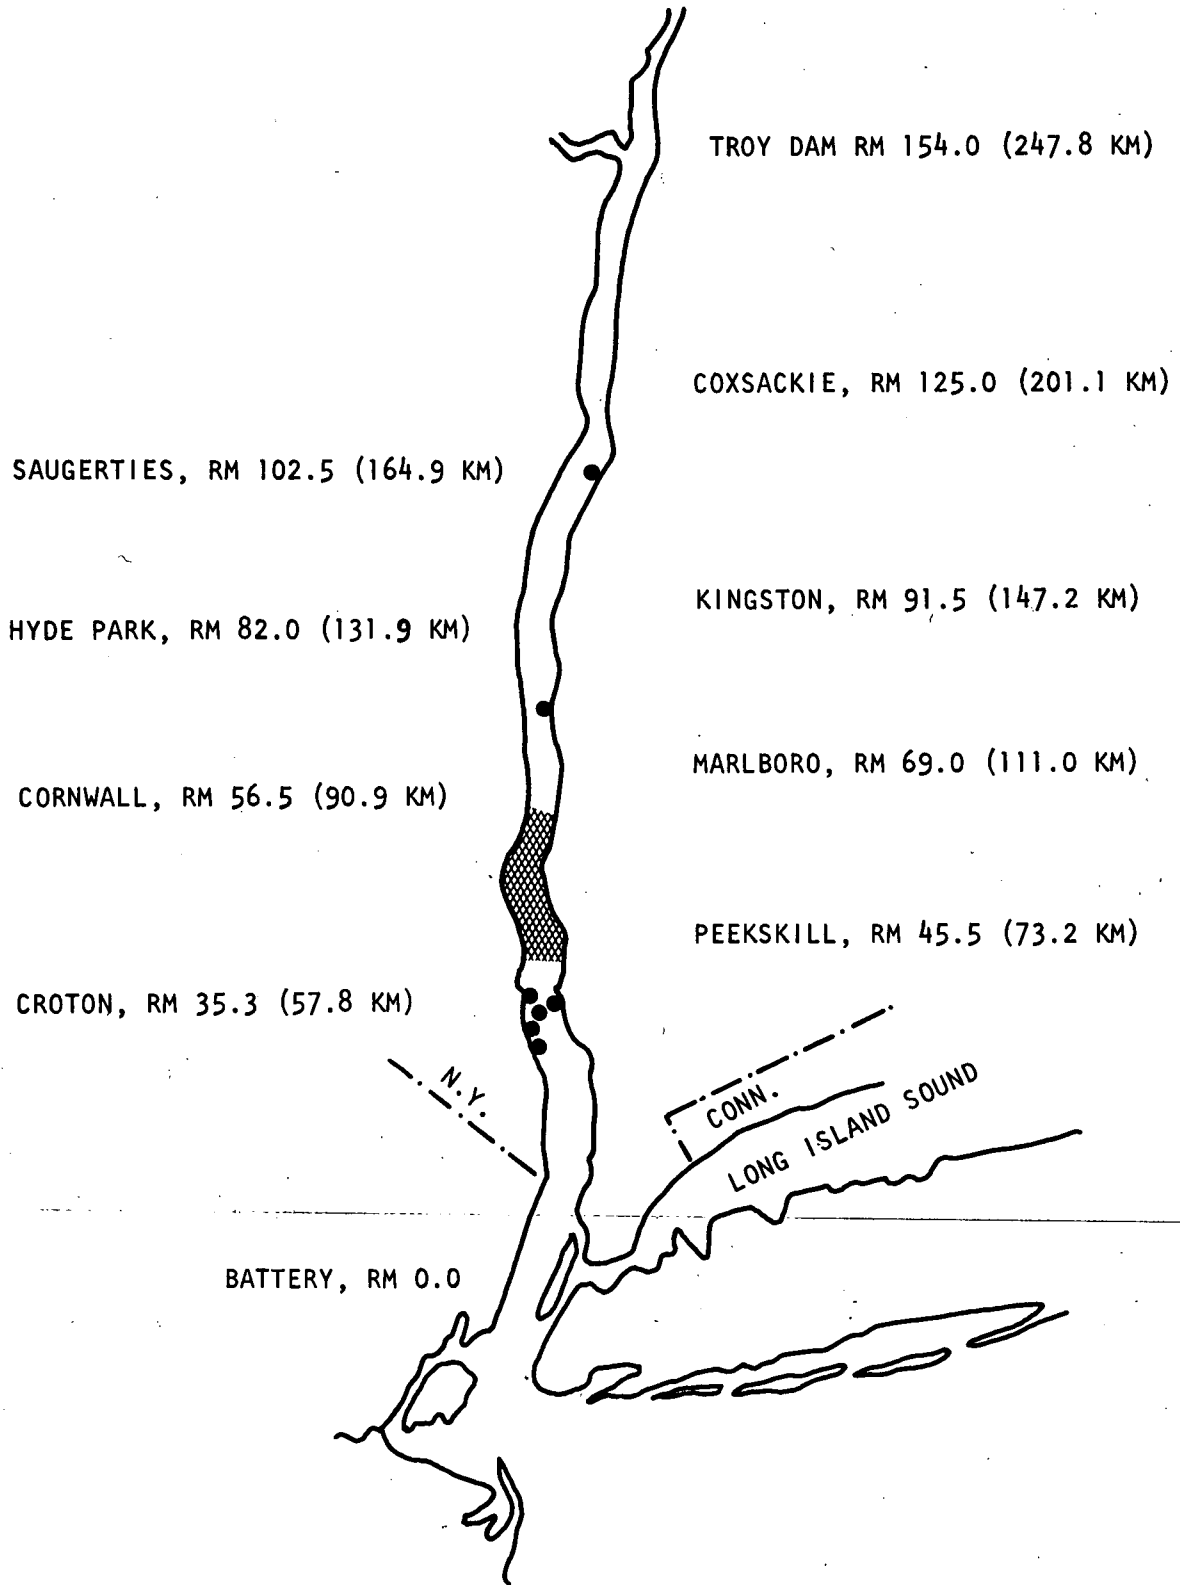 TROY DAM RM 154.0 (247.8 KM)
COXSACKIE, RM 125.0 (201.1 KM)
SAUGERTIES, RM 102.5 (164.9 KM)
KINGSTON, RM 91.5 (147.2 KM)
HYDE PARK, RM 82.0 (131.9 KM)
MARLBORO, RM 69.0 (111.0 KM)
CORNWALL, RM 56.5 (90.9 KM)
PEEKSKILL, RM 45.5 (73.2 KM)
CROTON, RM 35.3 (57.8 KM)
N.Y.
CONN.
LONG ISLAND SOUND
BATTERY, RM 0.0